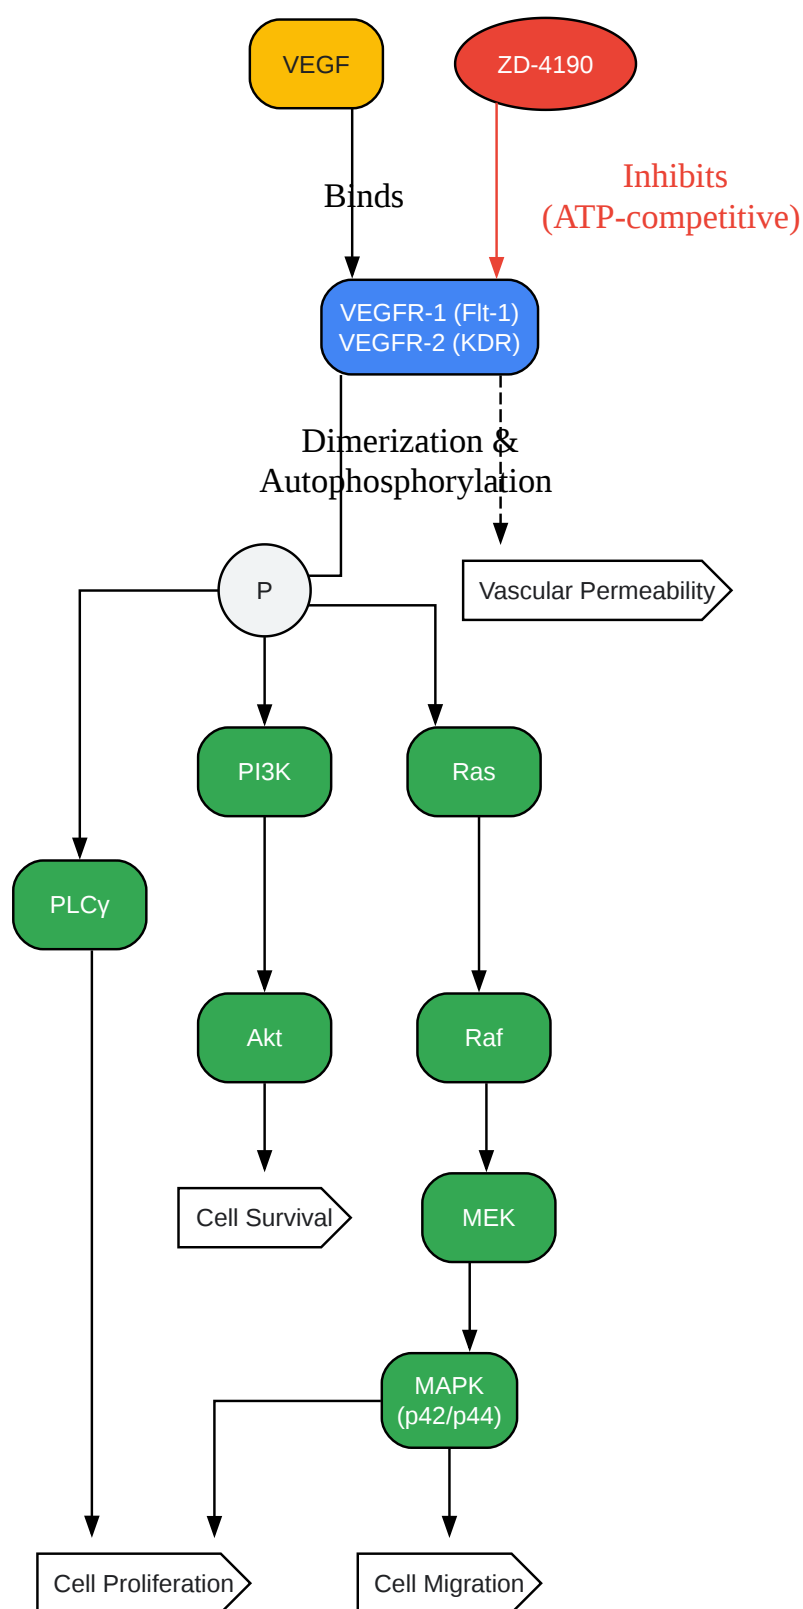 VEGF
ZD-4190
Binds
Inhibits
(ATP-competitive)
VEGFR-1 (Flt-1)
VEGFR-2 (KDR)
Dimerization &
Autophosphorylation
P
Vascular Permeability
PI3K
Ras
PLCγ
Akt
Raf
Cell Survival
MEK
MAPK
(p42/p44)
Cell Proliferation
Cell Migration